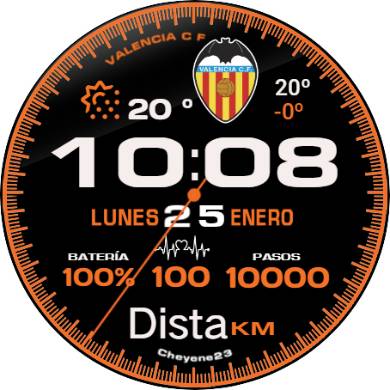 VALENCIA C F
VALENCIA C.F.
20 º
20º
-0º
10:08
LUNES 25 ENERO
BATERÍA
100%
100
PASOS
10000
Dista KM
Cheyene23